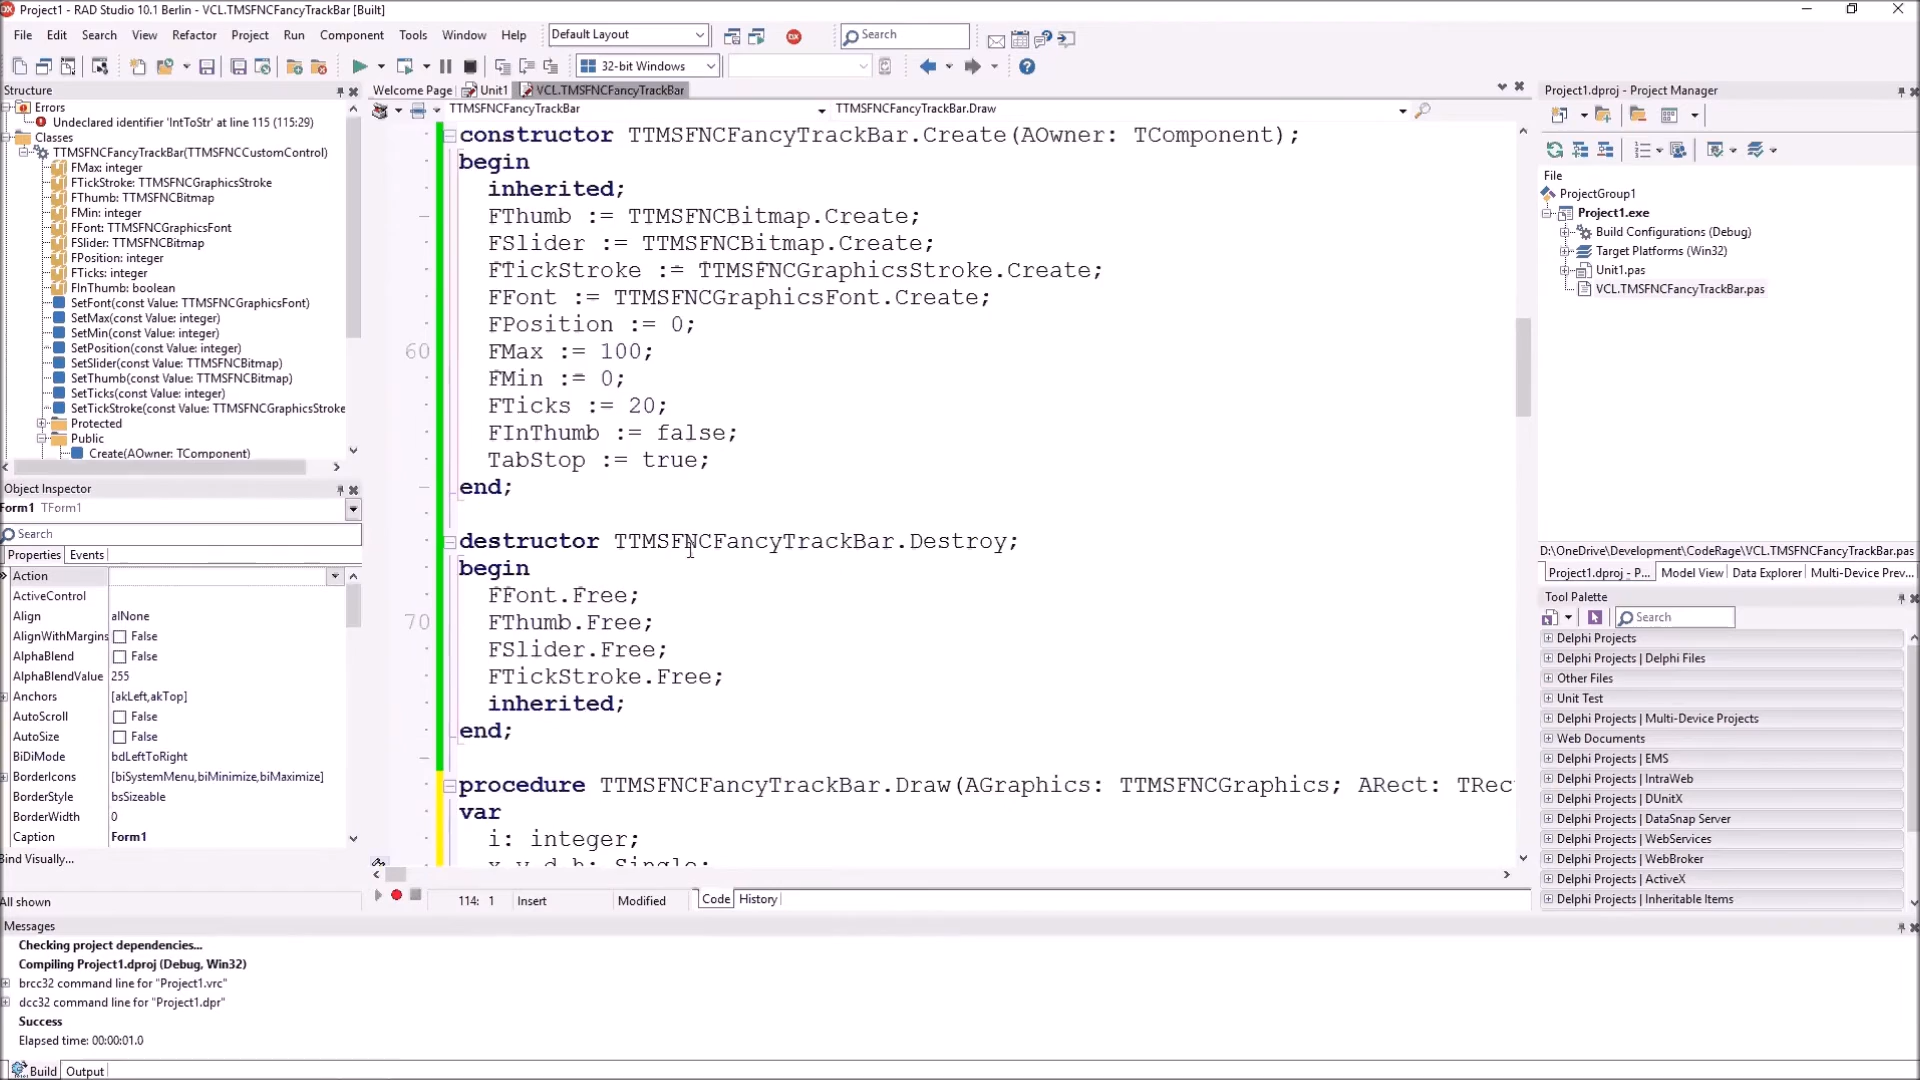 Project1 - RAD Studio 10.1 Berlin - VCL.TMSFNCFancyTrackBar [Built]
File Edit Search View Refactor Project Run Component Tools Window Help Default Layout Search
32-bit Windows
Structure
Errors
Undeclared identifier 'IntToStr' at line 115 (115:29)
Classes
TTMSFNCFancyTrackBar(TTMSFNCCustomControl)
FMax: integer
FTickStroke: TTMSFNCGraphicsStroke
FThumb: TTMSFNCBitmap
FMin: integer
FFont: TTMSFNCGraphicsFont
FSlider: TTMSFNCBitmap
FPosition: integer
FTicks: integer
FInThumb: boolean
SetFont(const Value: TTMSFNCGraphicsFont)
SetMax(const Value: integer)
SetMin(const Value: integer)
SetPosition(const Value: integer)
SetSlider(const Value: TTMSFNCBitmap)
SetThumb(const Value: TTMSFNCBitmap)
SetTicks(const Value: integer)
SetTickStroke(const Value: TTMSFNCGraphicsStroke
Protected
Public
Create(AOwner: TComponent)
Object Inspector
Form1 TForm1
Search
Properties Events
Action
ActiveControl
Align alNone
AlignWithMargins False
AlphaBlend False
AlphaBlendValue 255
Anchors [akLeft,akTop]
AutoScroll False
AutoSize False
BiDiMode bdLeftToRight
BorderIcons [biSystemMenu,biMinimize,biMaximize]
BorderStyle bsSizeable
BorderWidth 0
Caption Form1
Bind Visually...
All shown
Welcome Page Unit1 VCL.TMSFNCFancyTrackBar
TTMSFNCFancyTrackBar TTMSFNCFancyTrackBar.Draw
constructor TTMSFNCFancyTrackBar.Create(AOwner: TComponent);
begin
inherited;
FThumb := TTMSFNCBitmap.Create;
FSlider := TTMSFNCBitmap.Create;
FTickStroke := TTMSFNCGraphicsStroke.Create;
FFont := TTMSFNCGraphicsFont.Create;
FPosition := 0;
60 FMax := 100;
FMin := 0;
FTicks := 20;
FInThumb := false;
TabStop := true;
end;
destructor TTMSFNCFancyTrackBar.Destroy;
begin
FFont.Free;
70 FThumb.Free;
FSlider.Free;
FTickStroke.Free;
inherited;
end;
procedure TTMSFNCFancyTrackBar.Draw(AGraphics: TTMSFNCGraphics; ARect: TRec
var
i: integer;
x,y,d,h: Single;
114: 1 Insert Modified Code History
Project1.dproj - Project Manager
File
ProjectGroup1
Project1.exe
Build Configurations (Debug)
Target Platforms (Win32)
Unit1.pas
VCL.TMSFNCFancyTrackBar.pas
D:\OneDrive\Development\CodeRage\VCL.TMSFNCFancyTrackBar.pas
Project1.dproj - P... Model View Data Explorer Multi-Device Prev...
Tool Palette
Search
Delphi Projects
Delphi Projects | Delphi Files
Other Files
Unit Test
Delphi Projects | Multi-Device Projects
Web Documents
Delphi Projects | EMS
Delphi Projects | IntraWeb
Delphi Projects | DUnitX
Delphi Projects | DataSnap Server
Delphi Projects | WebServices
Delphi Projects | WebBroker
Delphi Projects | ActiveX
Delphi Projects | Inheritable Items
Messages
Checking project dependencies...
Compiling Project1.dproj (Debug, Win32)
brcc32 command line for "Project1.vrc"
dcc32 command line for "Project1.dpr"
Success
Elapsed time: 00:00:01.0
Build Output